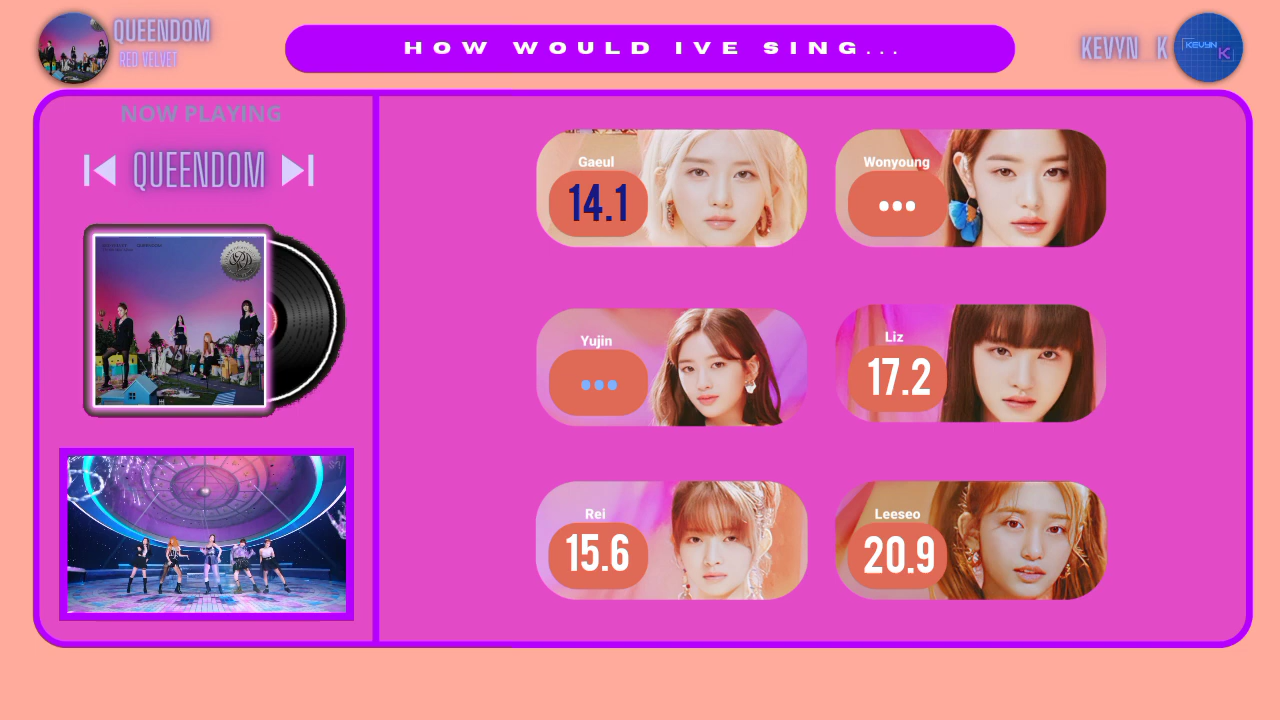 QUEENDOM
RED VELVET
HOW WOULD IVE SING...
KEVYN K
KEVYN
K
NOW PLAYING
QUEENDOM
Gaeul
14.1
Wonyoung
•••
Yujin
•••
Liz
17.2
Rei
15.6
Leeseo
20.9